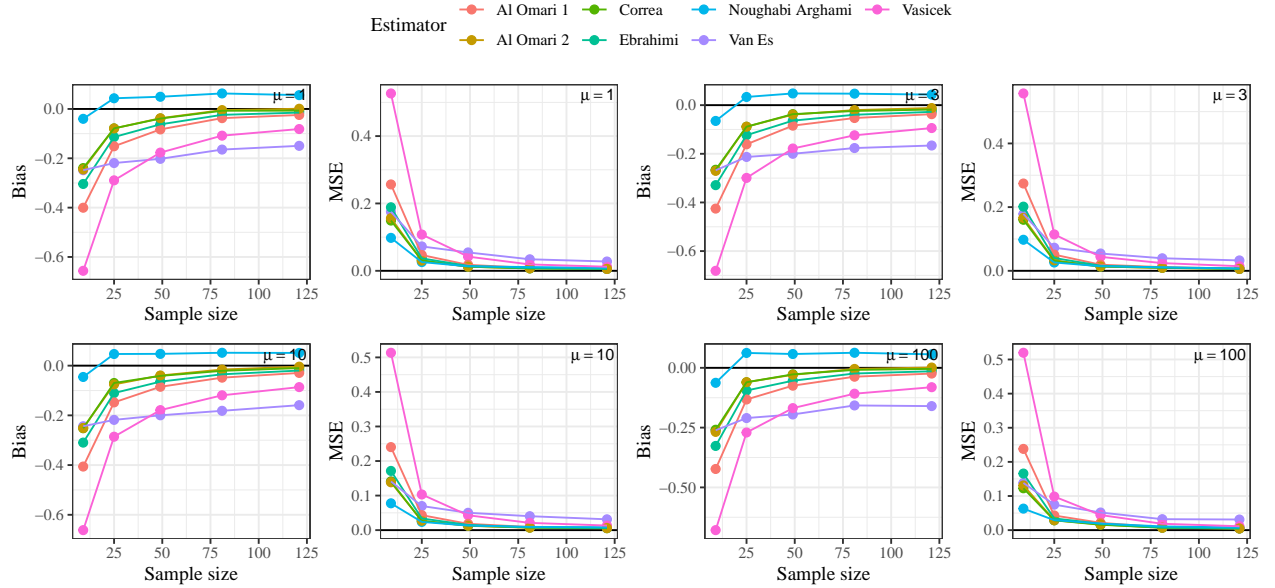 Estimator
Al Omari 1
Correa
Noughabi Arghami
Vasicek
Al Omari 2
Ebrahimi
Van Es
μ = 1
0.0
−0.2
−0.4
−0.6
Bias
25 50 75 100 125
Sample size
μ = 1
0.4
0.2
0.0
MSE
25 50 75 100 125
Sample size
μ = 3
0.0
−0.2
−0.4
−0.6
Bias
25 50 75 100 125
Sample size
μ = 3
0.4
0.2
0.0
MSE
25 50 75 100 125
Sample size
μ = 10
0.0
−0.2
−0.4
−0.6
Bias
25 50 75 100 125
Sample size
μ = 10
0.5
0.4
0.3
0.2
0.1
0.0
MSE
25 50 75 100 125
Sample size
μ = 100
0.00
−0.25
−0.50
Bias
25 50 75 100 125
Sample size
μ = 100
0.5
0.4
0.3
0.2
0.1
0.0
MSE
25 50 75 100 125
Sample size